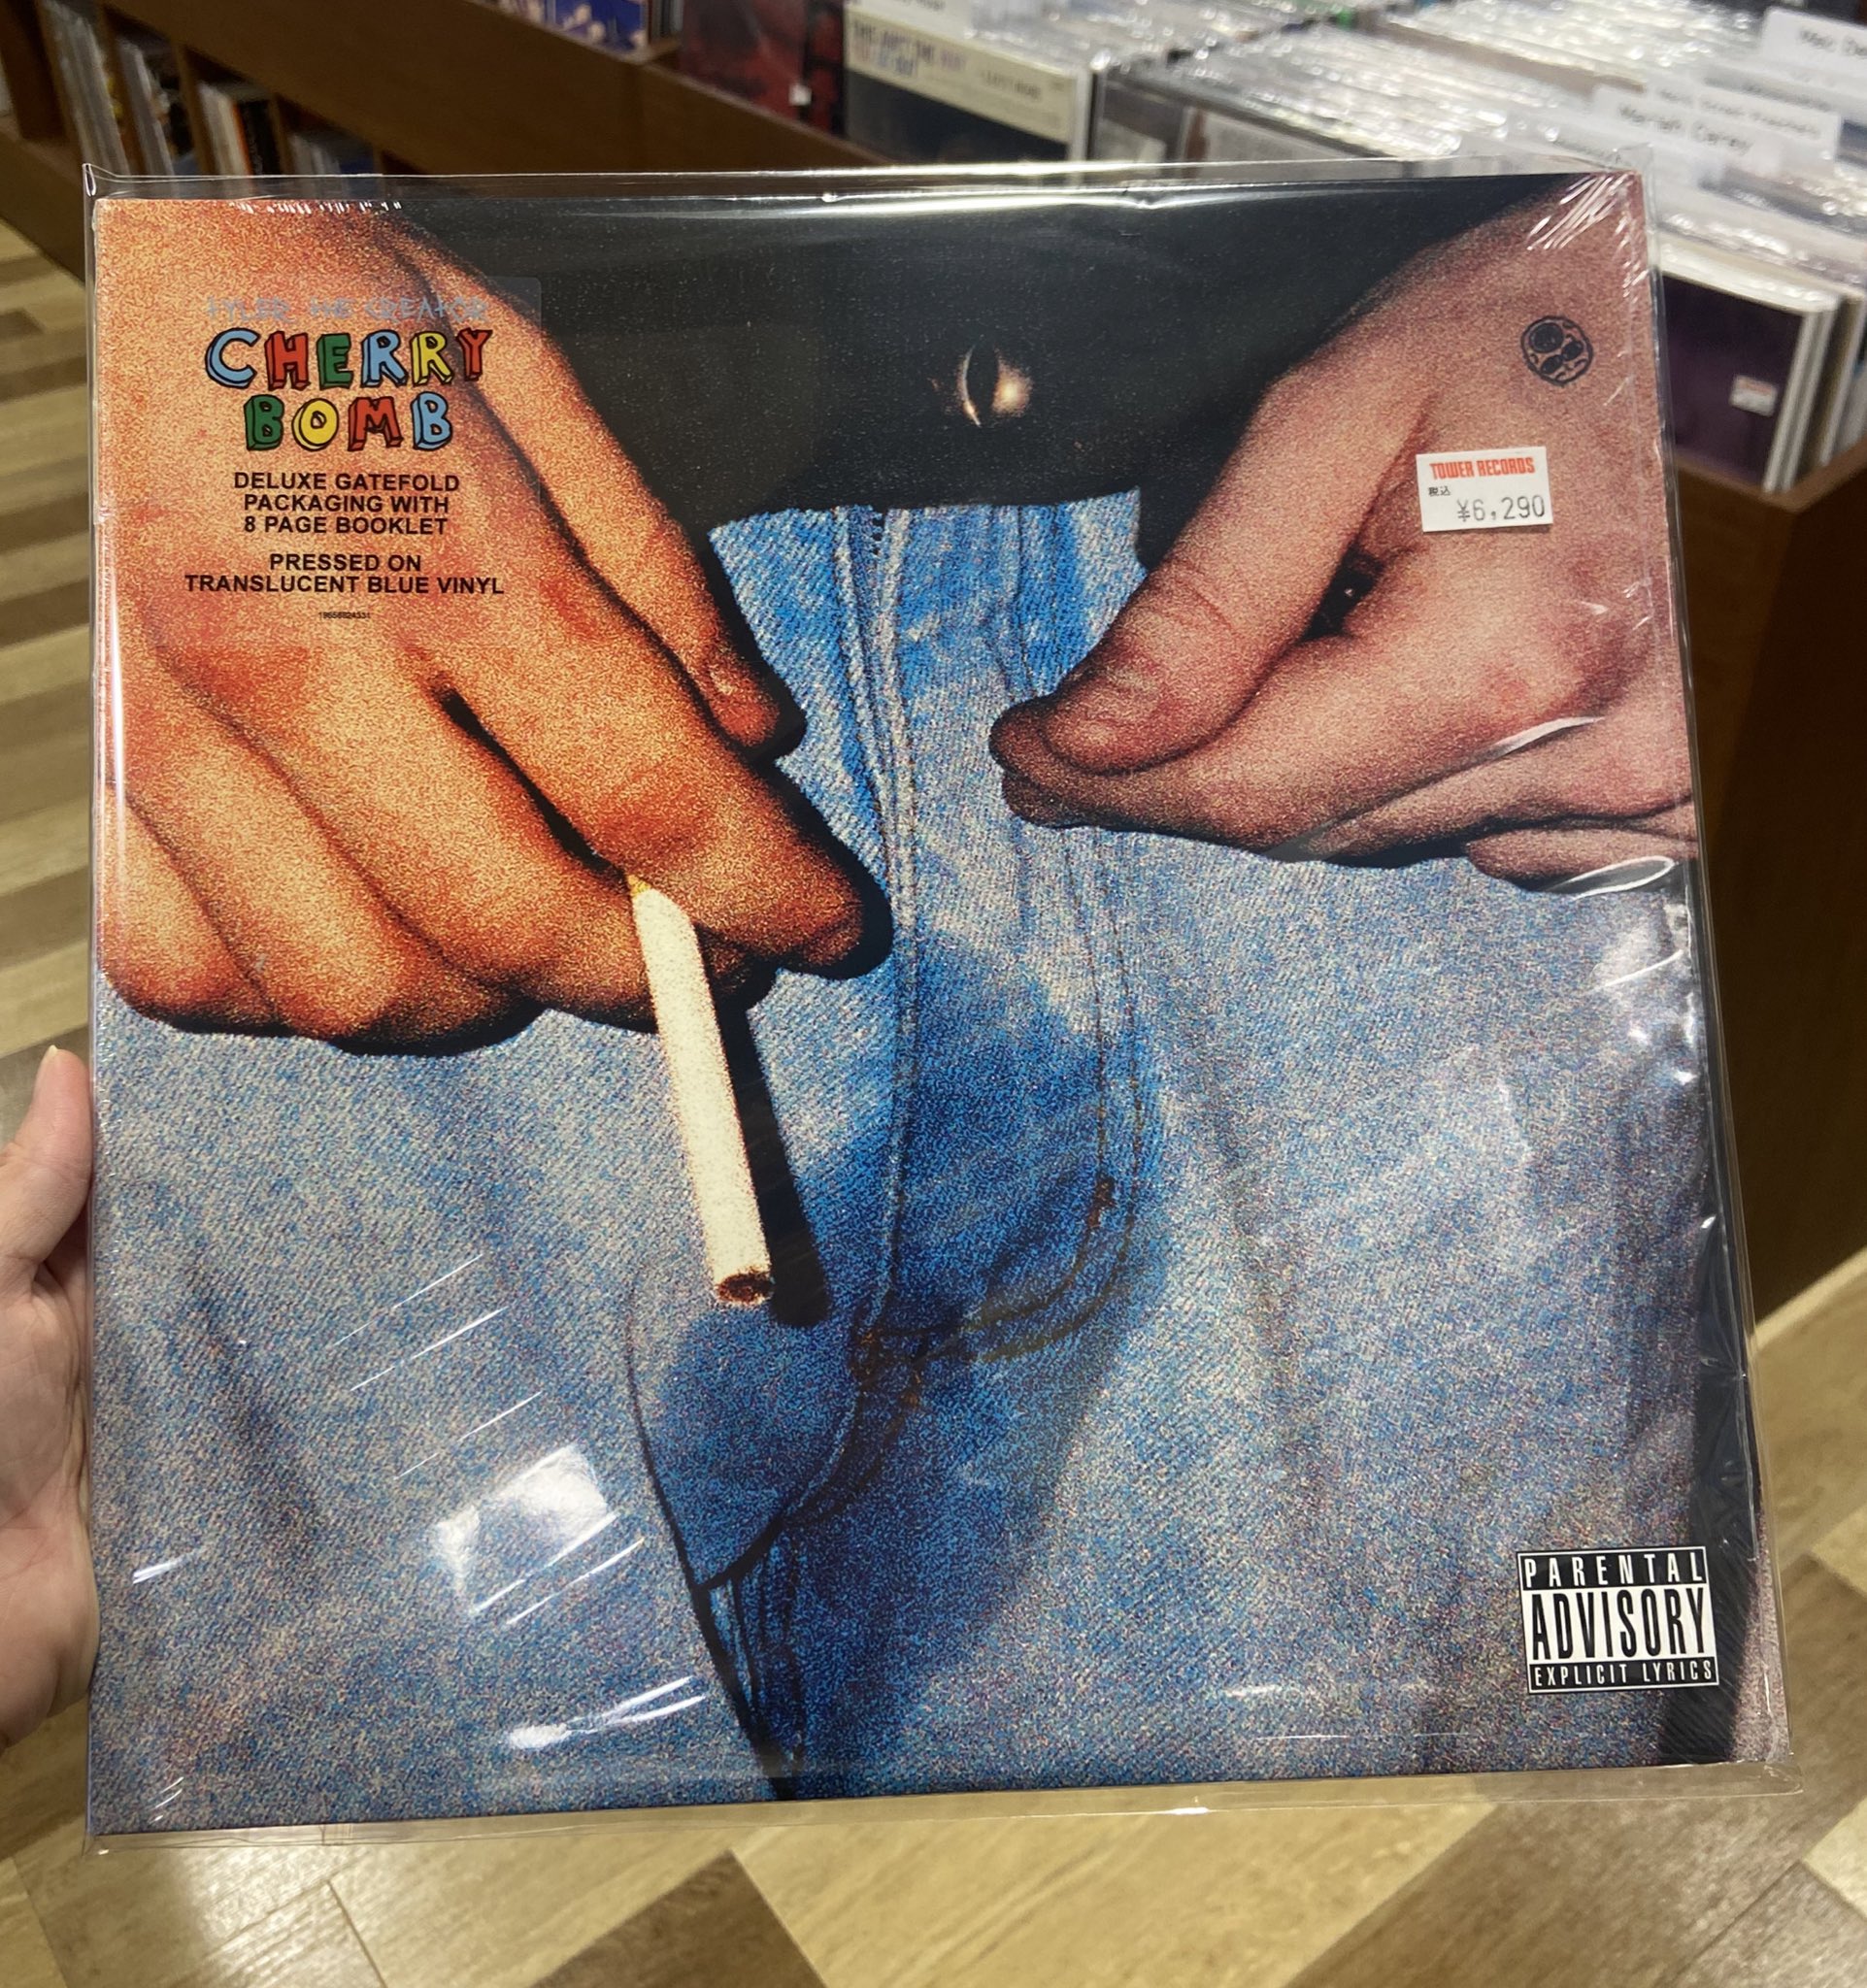 Mariah Carey
TYLER, THE CREATOR
CHERRY
BOMB
DELUXE GATEFOLD
PACKAGING WITH
8 PAGE BOOKLET
PRESSED ON
TRANSLUCENT BLUE VINYL
TOWER RECORDS
税込
¥6,290
PARENTAL
ADVISORY
EXPLICIT LYRICS